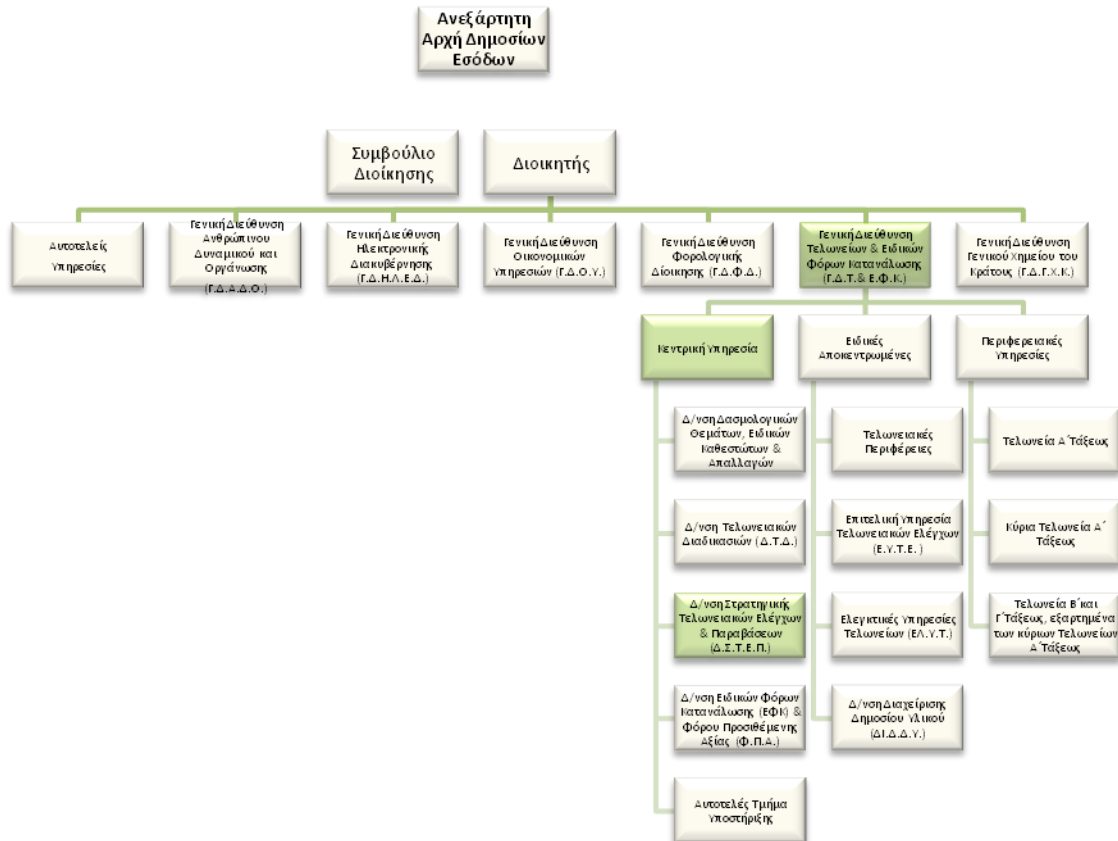 Ανεξάρτητη
Αρχή Δημοσίων
Εσόδων
Συμβούλιο
Διοίκησης
Διοικητής
Αυτοτελείς
Υπηρεσίες
Γενική Διεύθυνση
Ανθρώπινου
Δυναμικού και
Οργάνωσης
(Γ.Δ.Α.Δ.Ο.)
Γενική Διεύθυνση
Ηλεκτρονικής
Διακυβέρνησης
(Γ.Δ.ΗΛ.Ε.Δ.)
Γενική Διεύθυνση
Οικονομικών
Υπηρεσιών (Γ.Δ.Ο.Υ.)
Γενική Διεύθυνση
Φορολογικής
Δίοικησης (Γ.Δ.Φ.Δ.)
Γενική Διεύθυνση
Τελωνείων & Ειδικών
Φόρων Κατανάλωσης
(Γ.Δ.Τ.& Ε.Φ.Κ.)
Γενική Διεύθυνση
Γενικού Χημείου του
Κράτους (Γ.Δ.Γ.Χ.Κ.)
Κεντρική Υπηρεσία
Ειδικές
Αποκεντρωμένες
Περιφερειακές
Υπηρεσίες
Δ/νση Δασμολογικών
Θεμάτων, Ειδικών
Καθεστώτων &
Απαλλαγών
Δ/νση Τελωνειακών
Διαδικασιών (Δ.Τ.Δ.)
Δ/νση Στρατηγικής
Τελωνειακών Ελέγχων
& Παραβάσεων
(Δ.Σ.Τ.Ε.Π.)
Δ/νση Ειδικών Φόρων
Κατανάλωσης (ΕΦΚ) &
Φόρου Προσιθέμενης
Αξίας (Φ.Π.Α.)
Αυτοτελές Τμήμα
Υποστήριξης
Τελωνειακές
Περιφέρειες
Επιτελική Υπηρεσία
Τελωνειακών Ελέγχων
(Ε.Υ.Τ.Ε. )
Ελεγκτικές Υπηρεσίες
Τελωνείων (ΕΛ.Υ.Τ.)
Δ/νση Διαχείρισης
Δημοσίου Υλικού
(ΔΙ.Δ.Δ.Υ.)
Τελωνεία Α΄Τάξεως
Κύρια Τελωνεία Α΄
Τάξεως
Τελωνεία Β΄και
Γ΄Τάξεως, εξαρτημένα
των κύριων Τελωνείων
Α΄Τάξεως